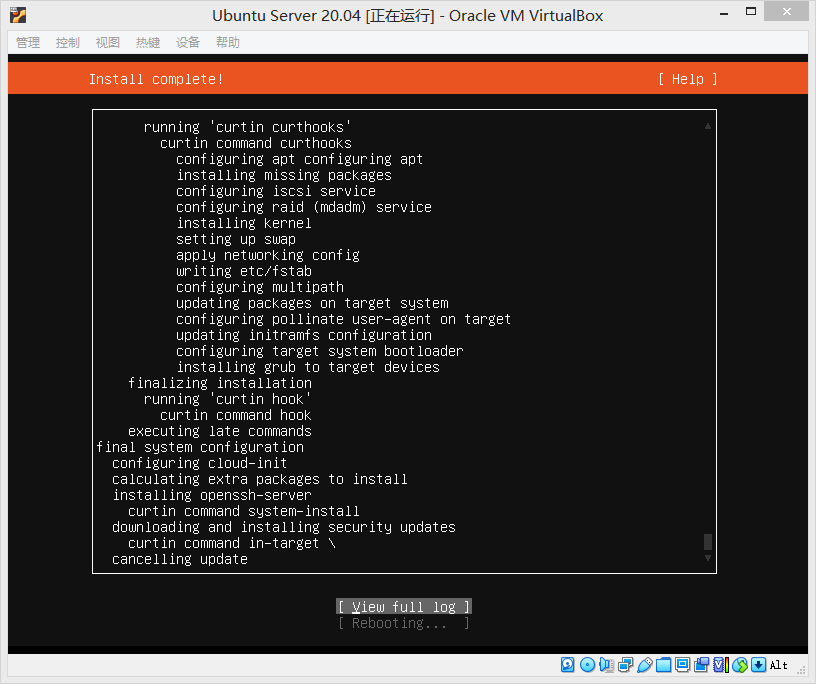 Ubuntu Server 20.04 [正在运行] - Oracle VM VirtualBox
管理 控制 视图 热键 设备 帮助
Install complete! [ Help ]
running 'curtin curthooks'
curtin command curthooks
configuring apt configuring apt
installing missing packages
configuring iscsi service
configuring raid (mdadm) service
installing kernel
setting up swap
apply networking config
writing etc/fstab
configuring multipath
updating packages on target system
configuring pollinate user-agent on target
updating initramfs configuration
configuring target system bootloader
installing grub to target devices
finalizing installation
running 'curtin hook'
curtin command hook
executing late commands
final system configuration
configuring cloud-init
calculating extra packages to install
installing openssh-server
curtin command system-install
downloading and installing security updates
curtin command in-target \
cancelling update
[ View full log ]
[ Rebooting... ]
Alt